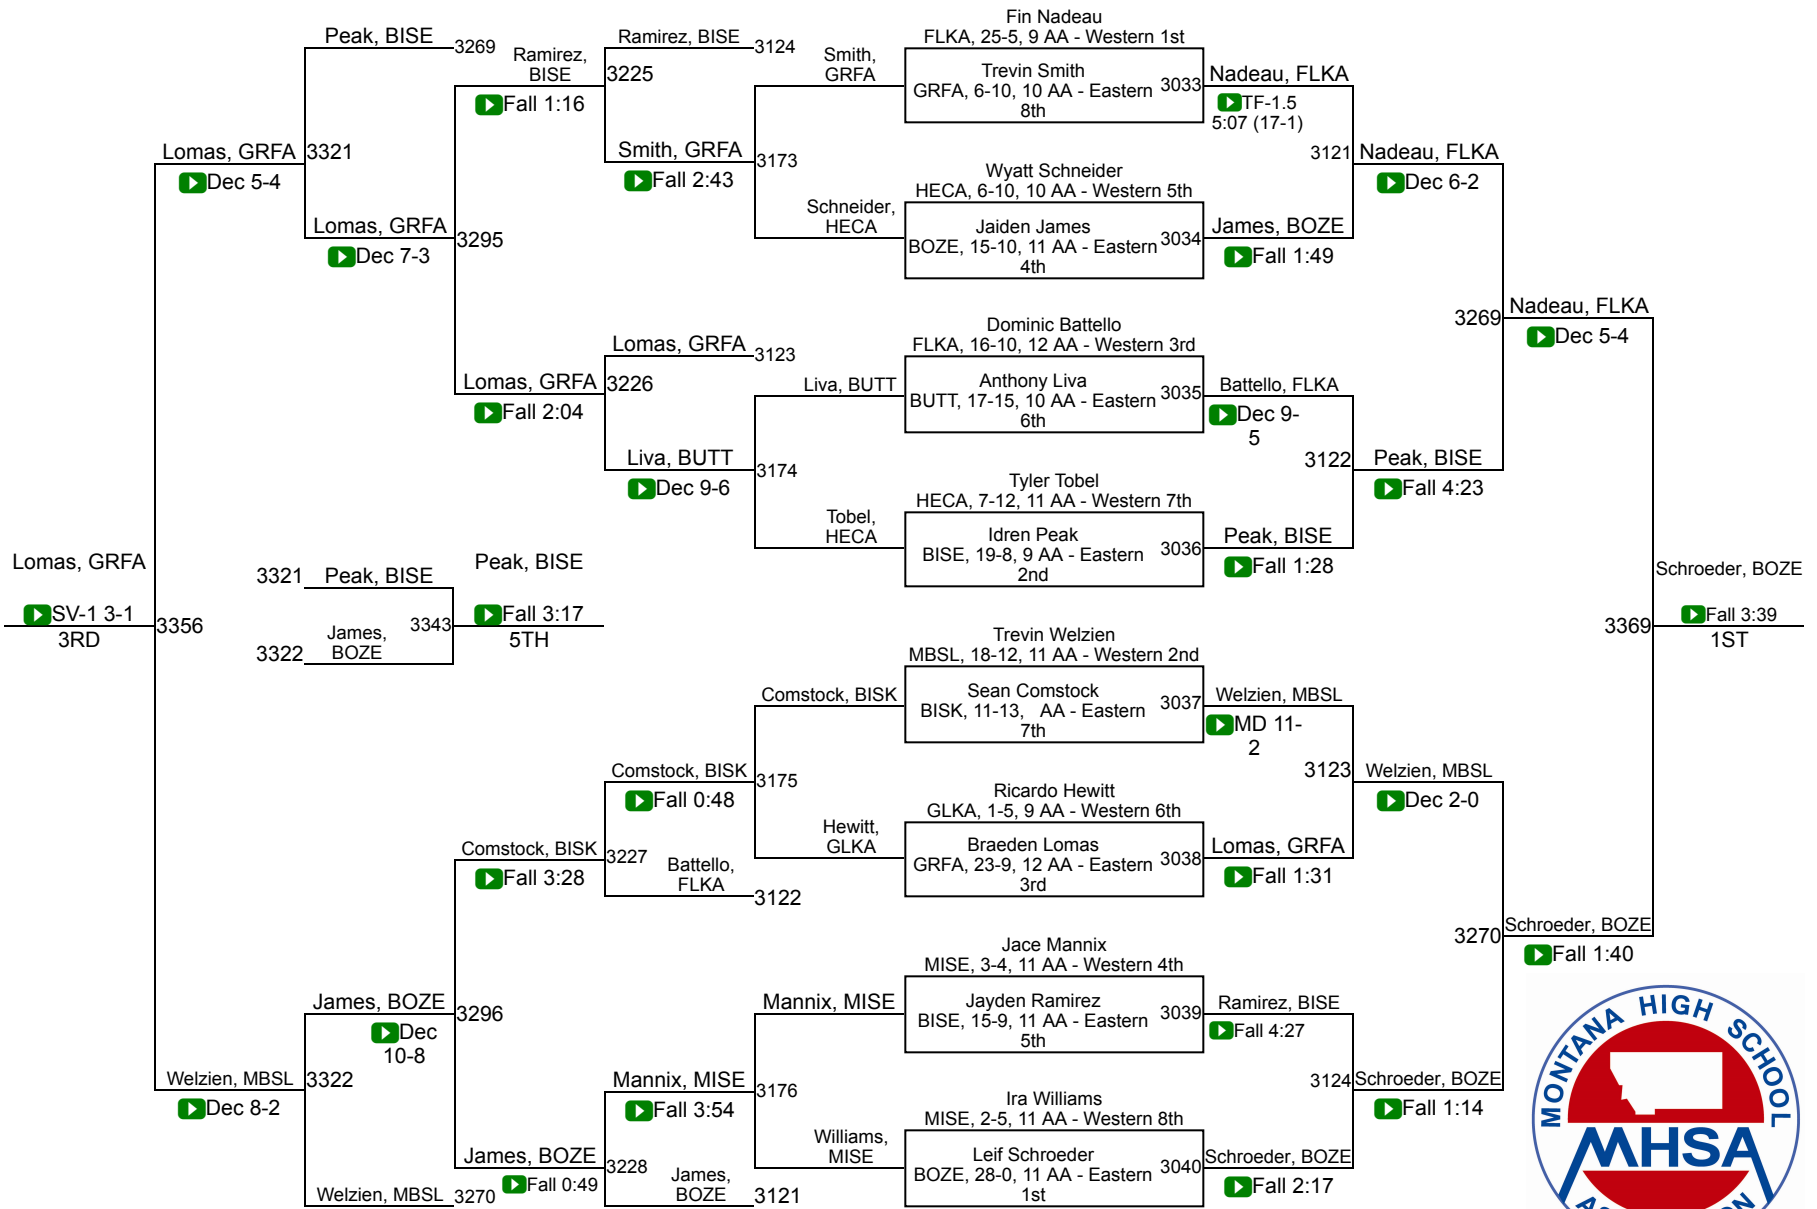 Peak, BISE
3269
Lomas, GRFA
3321
Dec 5-4
Lomas, GRFA
Dec 7-3
3295
Ramirez,
BISE
Fall 1:16
3225
Ramirez, BISE
3124
Smith, GRFA
Fall 2:43
3173
Smith,
GRFA
Schneider,
HECA
Lomas, GRFA
Fall 2:04
3226
Lomas, GRFA
3123
Liva, BUTT
Dec 9-6
3174
Liva, BUTT
Tobel,
HECA
Fin Nadeau
FLKA, 25-5, 9 AA - Western 1st
Trevin Smith
GRFA, 6-10, 10 AA - Eastern
8th
3033
Nadeau, FLKA
TF-1.5
5:07 (17-1)
Wyatt Schneider
HECA, 6-10, 10 AA - Western 5th
Jaiden James
BOZE, 15-10, 11 AA - Eastern
4th
3034
James, BOZE
Fall 1:49
3121
Nadeau, FLKA
Dec 6-2
Dominic Battello
FLKA, 16-10, 12 AA - Western 3rd
Anthony Liva
BUTT, 17-15, 10 AA - Eastern
6th
3035
Battello, FLKA
Dec 9-
5
Tyler Tobel
HECA, 7-12, 11 AA - Western 7th
Idren Peak
BISE, 19-8, 9 AA - Eastern
2nd
3036
Peak, BISE
Fall 1:28
3122
Peak, BISE
Fall 4:23
3269
Nadeau, FLKA
Dec 5-4
Lomas, GRFA
SV-1 3-1
3RD
3356
3321
Peak, BISE
3322
James,
BOZE
3343
Peak, BISE
Fall 3:17
5TH
Schroeder, BOZE
3369
Fall 3:39
1ST
Trevin Welzien
MBSL, 18-12, 11 AA - Western 2nd
Sean Comstock
BISK, 11-13, AA - Eastern
7th
3037
Welzien, MBSL
MD 11-
2
Ricardo Hewitt
GLKA, 1-5, 9 AA - Western 6th
Braeden Lomas
GRFA, 23-9, 12 AA - Eastern
3rd
3038
Lomas, GRFA
Fall 1:31
3123
Welzien, MBSL
Dec 2-0
Comstock, BISK
Hewitt,
GLKA
3175
Comstock, BISK
Fall 0:48
Battello,
FLKA
3122
3227
Comstock, BISK
Fall 3:28
Jace Mannix
MISE, 3-4, 11 AA - Western 4th
Jayden Ramirez
BISE, 15-9, 11 AA - Eastern
5th
3039
Ramirez, BISE
Fall 4:27
Ira Williams
MISE, 2-5, 11 AA - Western 8th
Leif Schroeder
BOZE, 28-0, 11 AA - Eastern
1st
3040
Schroeder, BOZE
Fall 2:17
3124
Schroeder, BOZE
Fall 1:14
3270
Schroeder, BOZE
Fall 1:40
Mannix, MISE
Williams,
MISE
3176
Mannix, MISE
Fall 3:54
James,
BOZE
3121
3228
James, BOZE
Fall 0:49
3296
James, BOZE
Dec
10-8
3322
Welzien, MBSL
Dec 8-2
Welzien, MBSL
3270
MONTANA HIGH SCHOOL
MHSA